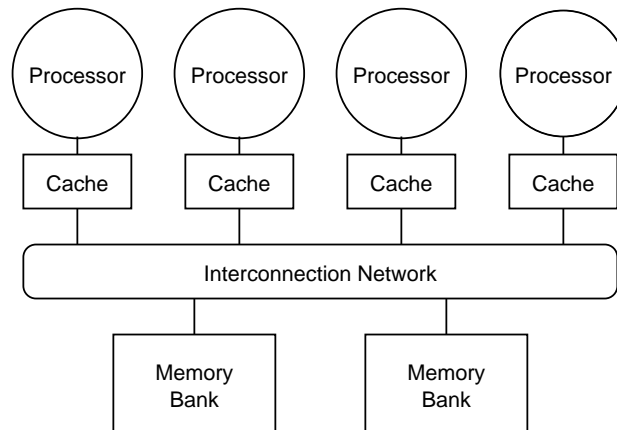 Processor
Processor
Processor
Processor
Cache
Cache
Cache
Cache
Interconnection Network
Memory
Bank
Memory
Bank